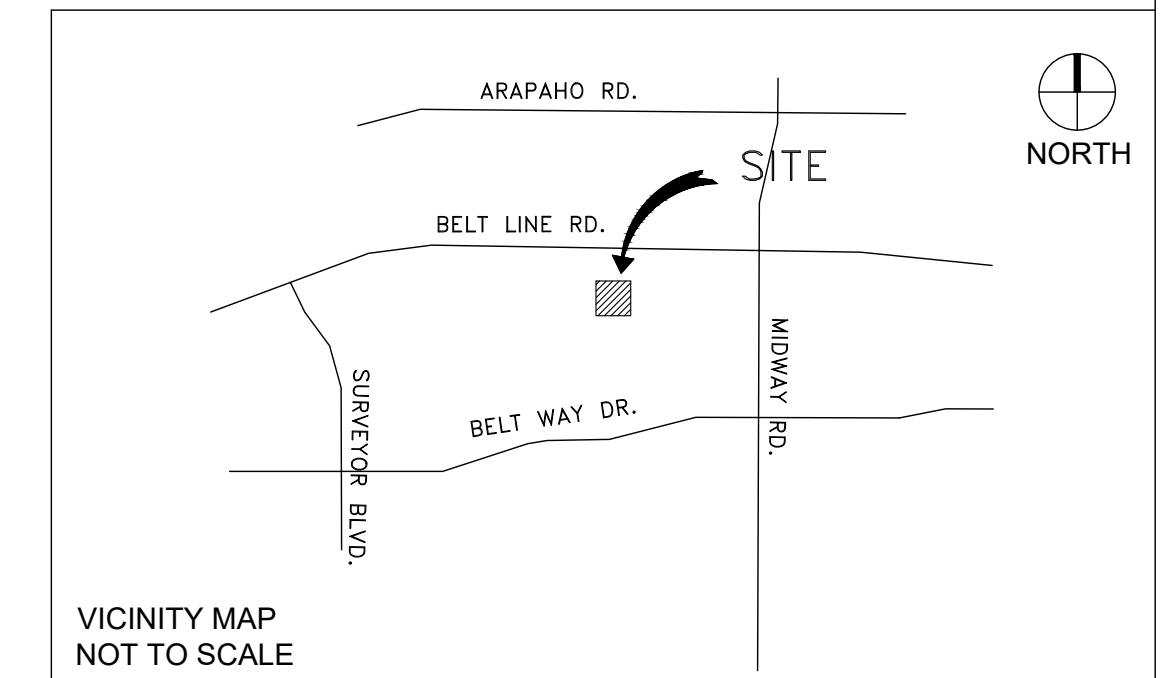 ARAPAHO RD.
SITE
NORTH
BELT LINE RD.
MIDWAY RD.
SURVEYOR BLVD.
BELT WAY DR.
VICINITY MAP
NOT TO SCALE